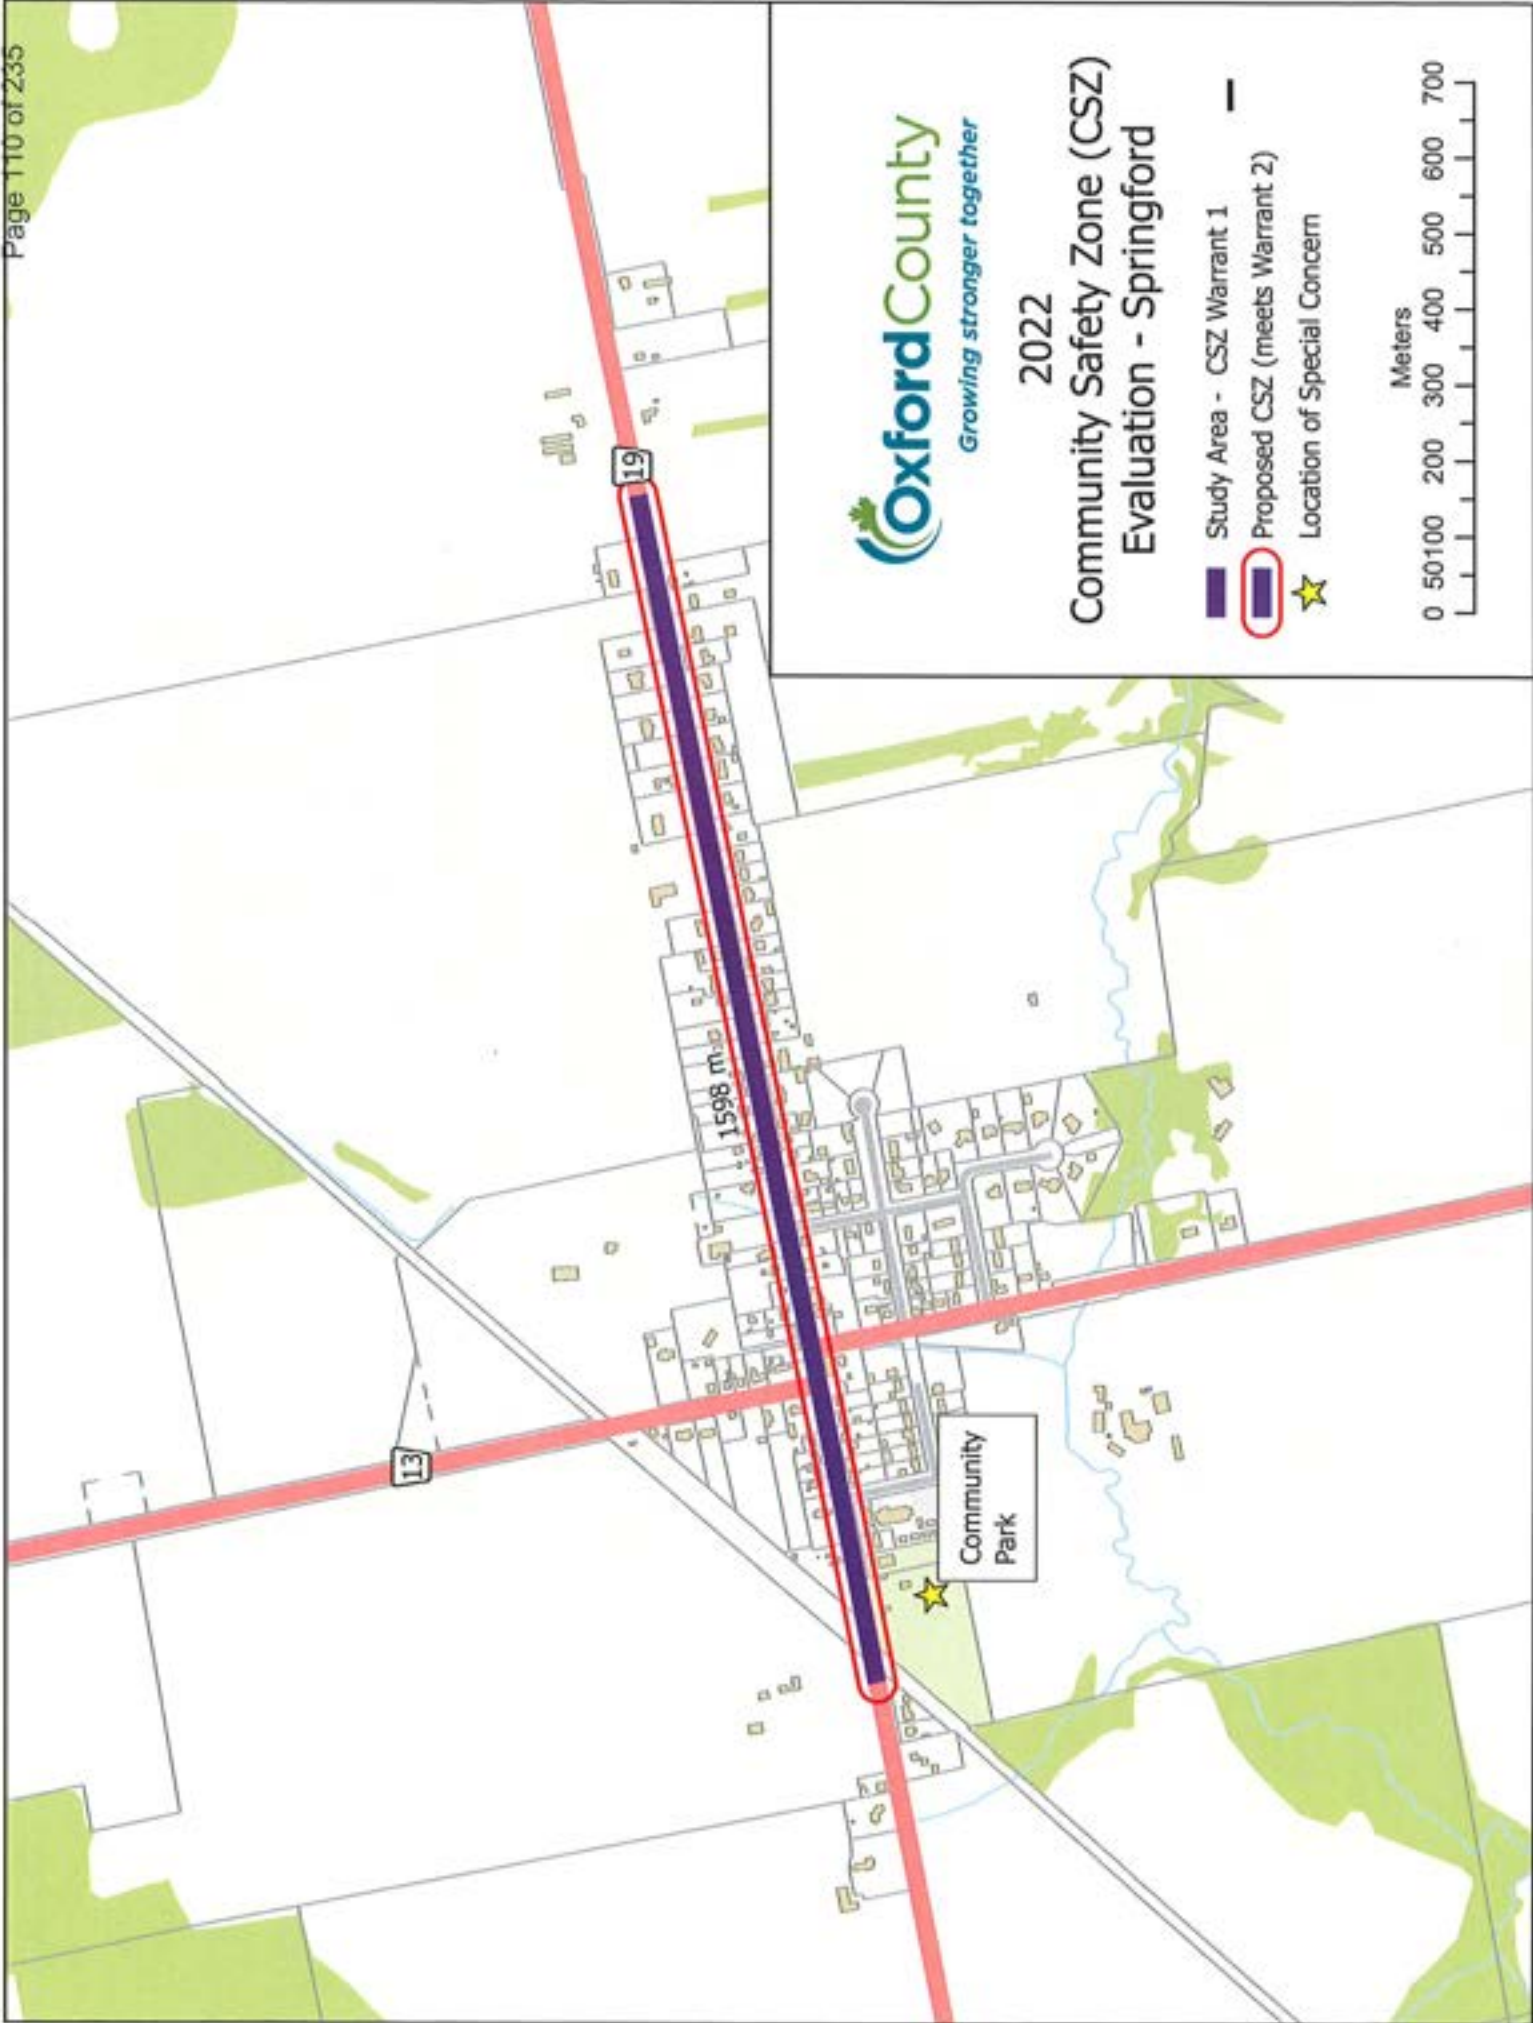 Page 110 of 235
OxfordCounty
Growing stronger together
2022
Community Safety Zone (CSZ)
Evaluation - Springford
Study Area - CSZ Warrant 1
Proposed CSZ (meets Warrant 2)
Location of Special Concern
Meters
0 50100 200 300 400 500 600 700
19
1598 m
13
Community
Park